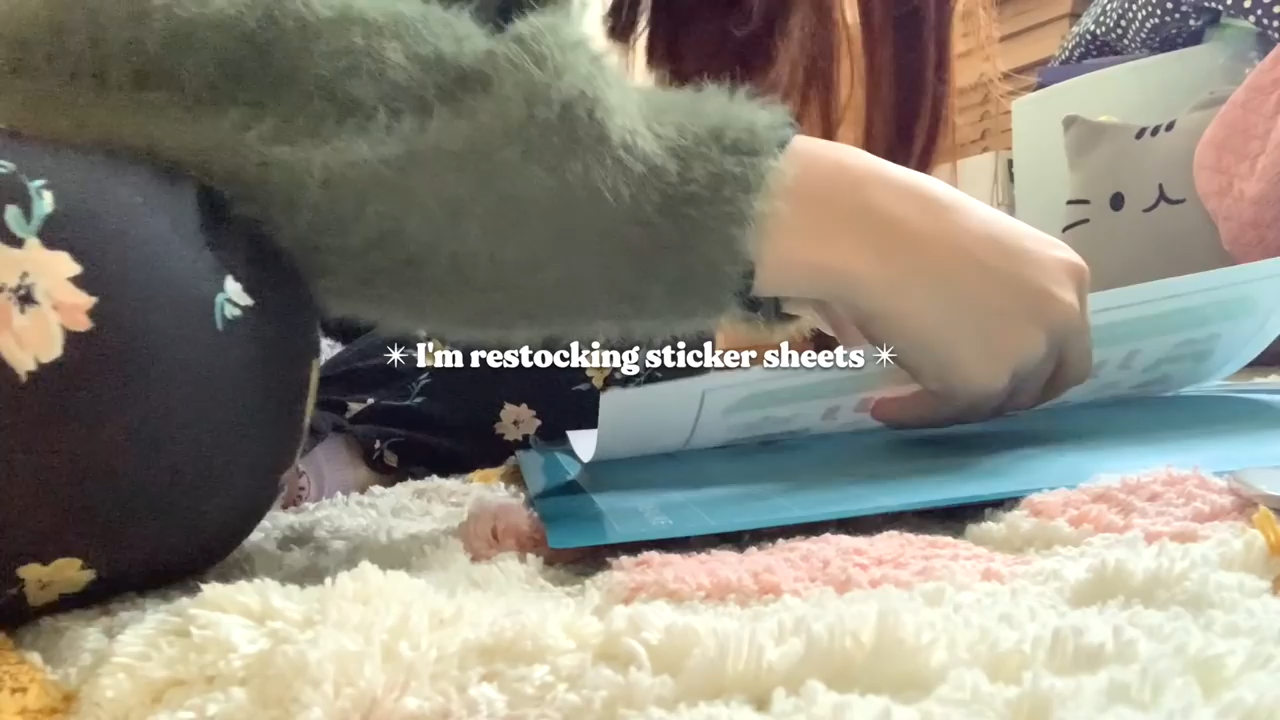 ✴ I'm restocking sticker sheets ✴